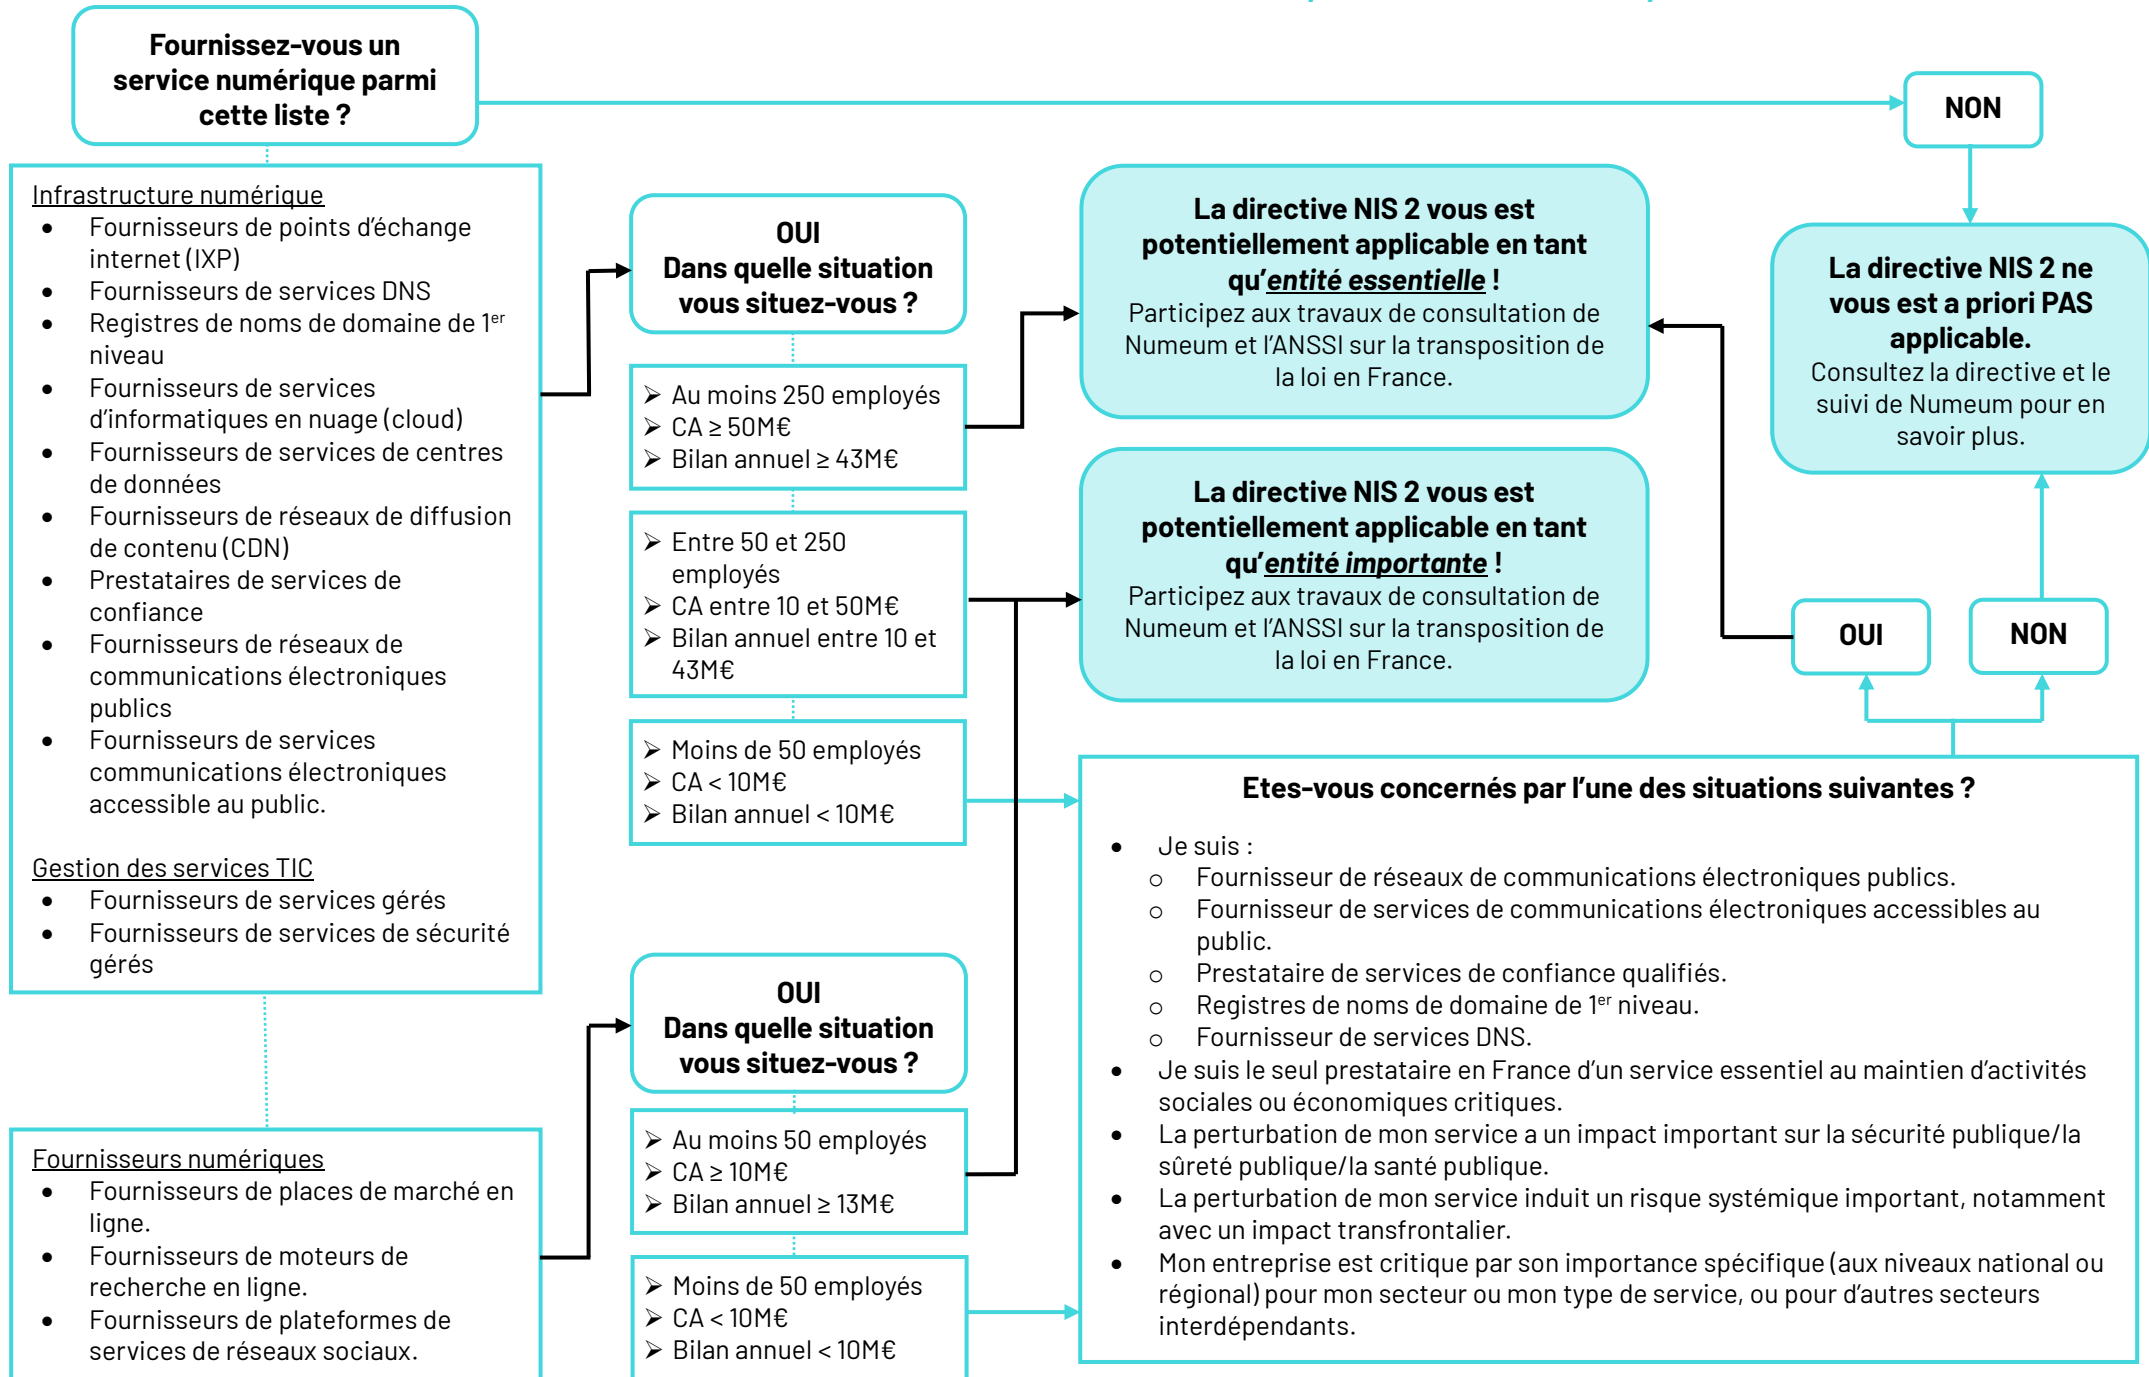 Fournissez-vous un
service numérique parmi
cette liste ?
NON
Infrastructure numérique
• Fournisseurs de points d'échange
internet (IXP)
• Fournisseurs de services DNS
• Registres de noms de domaine de 1er
niveau
• Fournisseurs de services
d'informatiques en nuage (cloud)
• Fournisseurs de services de centres
de données
• Fournisseurs de réseaux de diffusion
de contenu (CDN)
• Prestataires de services de
confiance
• Fournisseurs de réseaux de
communications électroniques
publics
• Fournisseurs de services
communications électroniques
accessible au public.
Gestion des services TIC
• Fournisseurs de services gérés
• Fournisseurs de services de sécurité
gérés
Fournisseurs numériques
• Fournisseurs de places de marché en
ligne.
• Fournisseurs de moteurs de
recherche en ligne.
• Fournisseurs de plateformes de
services de réseaux sociaux.
OUI
Dans quelle situation
vous situez-vous ?
➢ Au moins 250 employés
➢ CA ≥ 50M€
➢ Bilan annuel ≥ 43M€
➢ Entre 50 et 250
employés
➢ CA entre 10 et 50M€
➢ Bilan annuel entre 10 et
43M€
➢ Moins de 50 employés
➢ CA < 10M€
➢ Bilan annuel < 10M€
OUI
Dans quelle situation
vous situez-vous ?
➢ Au moins 50 employés
➢ CA ≥ 10M€
➢ Bilan annuel ≥ 13M€
➢ Moins de 50 employés
➢ CA < 10M€
➢ Bilan annuel < 10M€
La directive NIS 2 vous est
potentiellement applicable en tant
qu'entité essentielle !
Participez aux travaux de consultation de
Numeum et l'ANSSI sur la transposition de
la loi en France.
La directive NIS 2 vous est
potentiellement applicable en tant
qu'entité importante !
Participez aux travaux de consultation de
Numeum et l'ANSSI sur la transposition de
la loi en France.
La directive NIS 2 ne
vous est a priori PAS
applicable.
Consultez la directive et le
suivi de Numeum pour en
savoir plus.
OUI
NON
Etes-vous concernés par l'une des situations suivantes ?
• Je suis :
o Fournisseur de réseaux de communications électroniques publics.
o Fournisseur de services de communications électroniques accessibles au
public.
o Prestataire de services de confiance qualifiés.
o Registres de noms de domaine de 1er niveau.
o Fournisseur de services DNS.
• Je suis le seul prestataire en France d'un service essentiel au maintien d'activités
sociales ou économiques critiques.
• La perturbation de mon service a un impact important sur la sécurité publique/la
sûreté publique/la santé publique.
• La perturbation de mon service induit un risque systémique important, notamment
avec un impact transfrontalier.
• Mon entreprise est critique par son importance spécifique (aux niveaux national ou
régional) pour mon secteur ou mon type de service, ou pour d'autres secteurs
interdépendants.